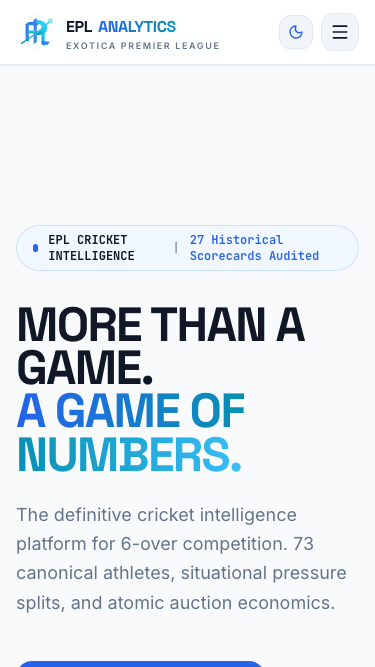 EPL ANALYTICS
EXOTICA PREMIER LEAGUE
EPL CRICKET
INTELLIGENCE
|
27 Historical
Scorecards Audited
MORE THAN A
GAME.
A GAME OF
NUMBERS.
The definitive cricket intelligence
platform for 6-over competition. 73
canonical athletes, situational pressure
splits, and atomic auction economics.